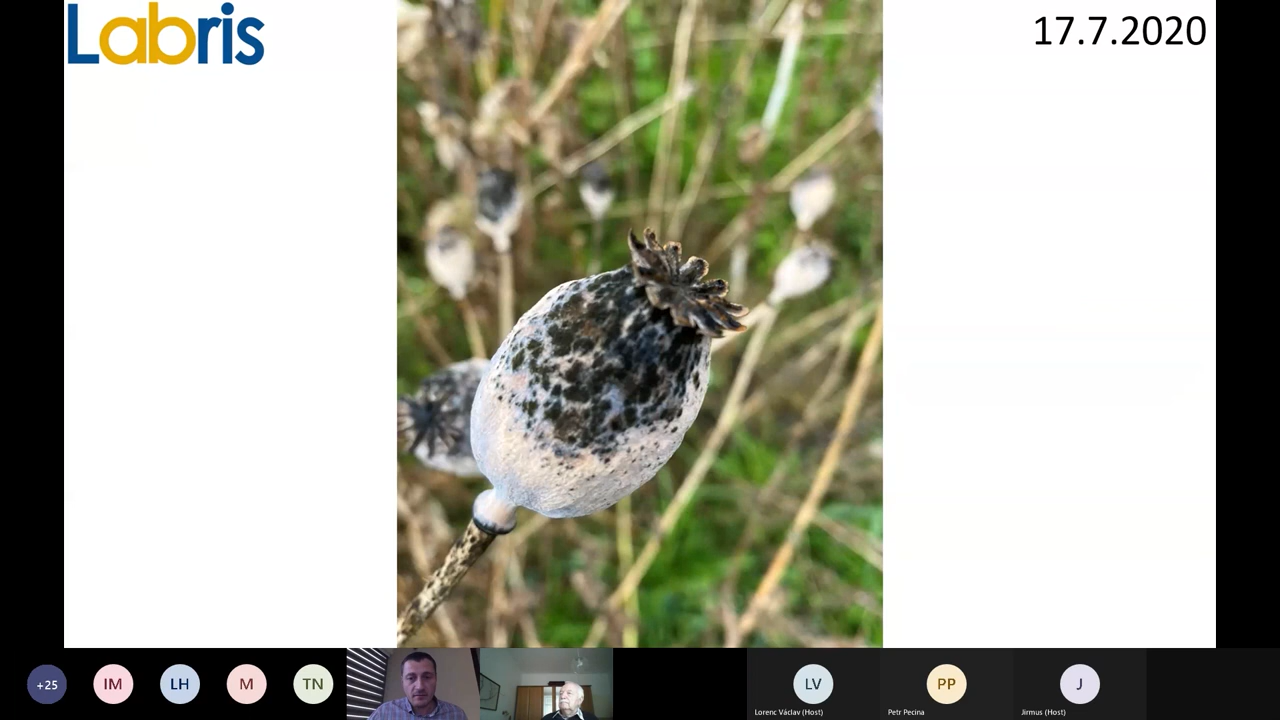 Labris
17.7.2020
+25
IM
LH
M
TN
LV
PP
J
Lorenc Václav (Host)
Petr Pecina
Jirmus (Host)